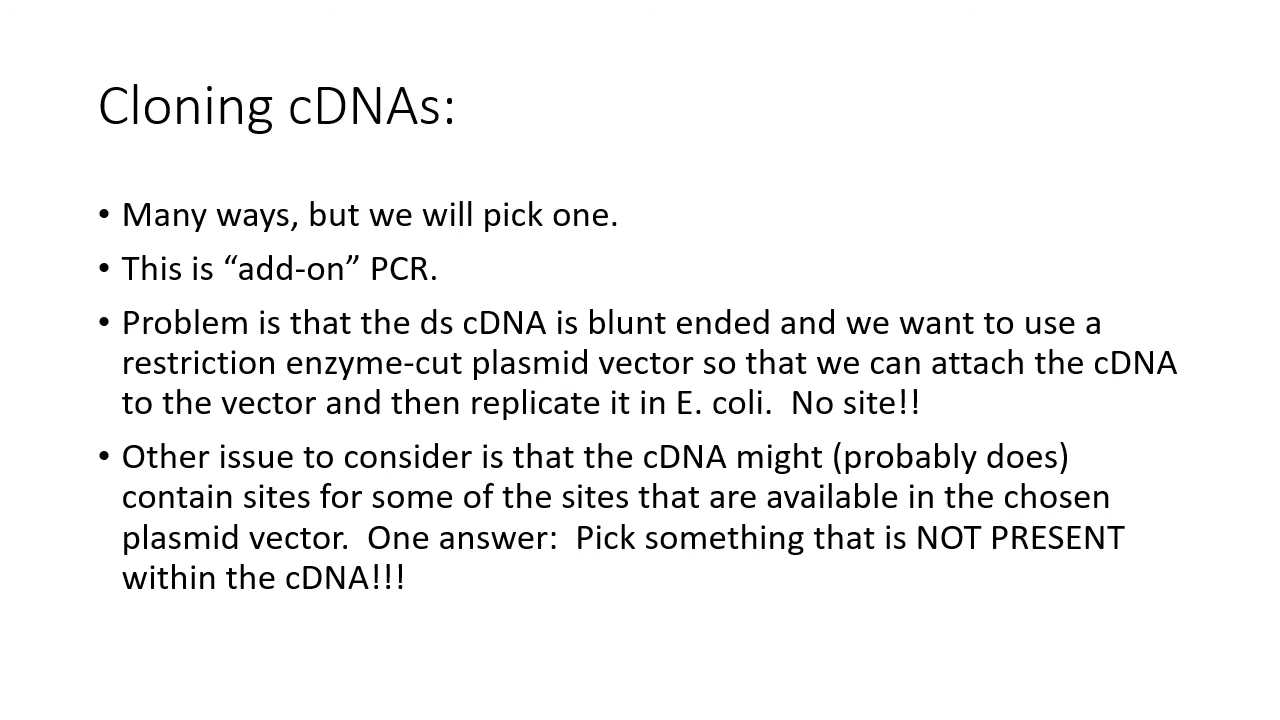 Cloning cDNAs:
• Many ways, but we will pick one.
• This is “add-on” PCR.
• Problem is that the ds cDNA is blunt ended and we want to use a
restriction enzyme-cut plasmid vector so that we can attach the cDNA
to the vector and then replicate it in E. coli.  No site!!
• Other issue to consider is that the cDNA might (probably does)
contain sites for some of the sites that are available in the chosen
plasmid vector.  One answer:  Pick something that is NOT PRESENT
within the cDNA!!!